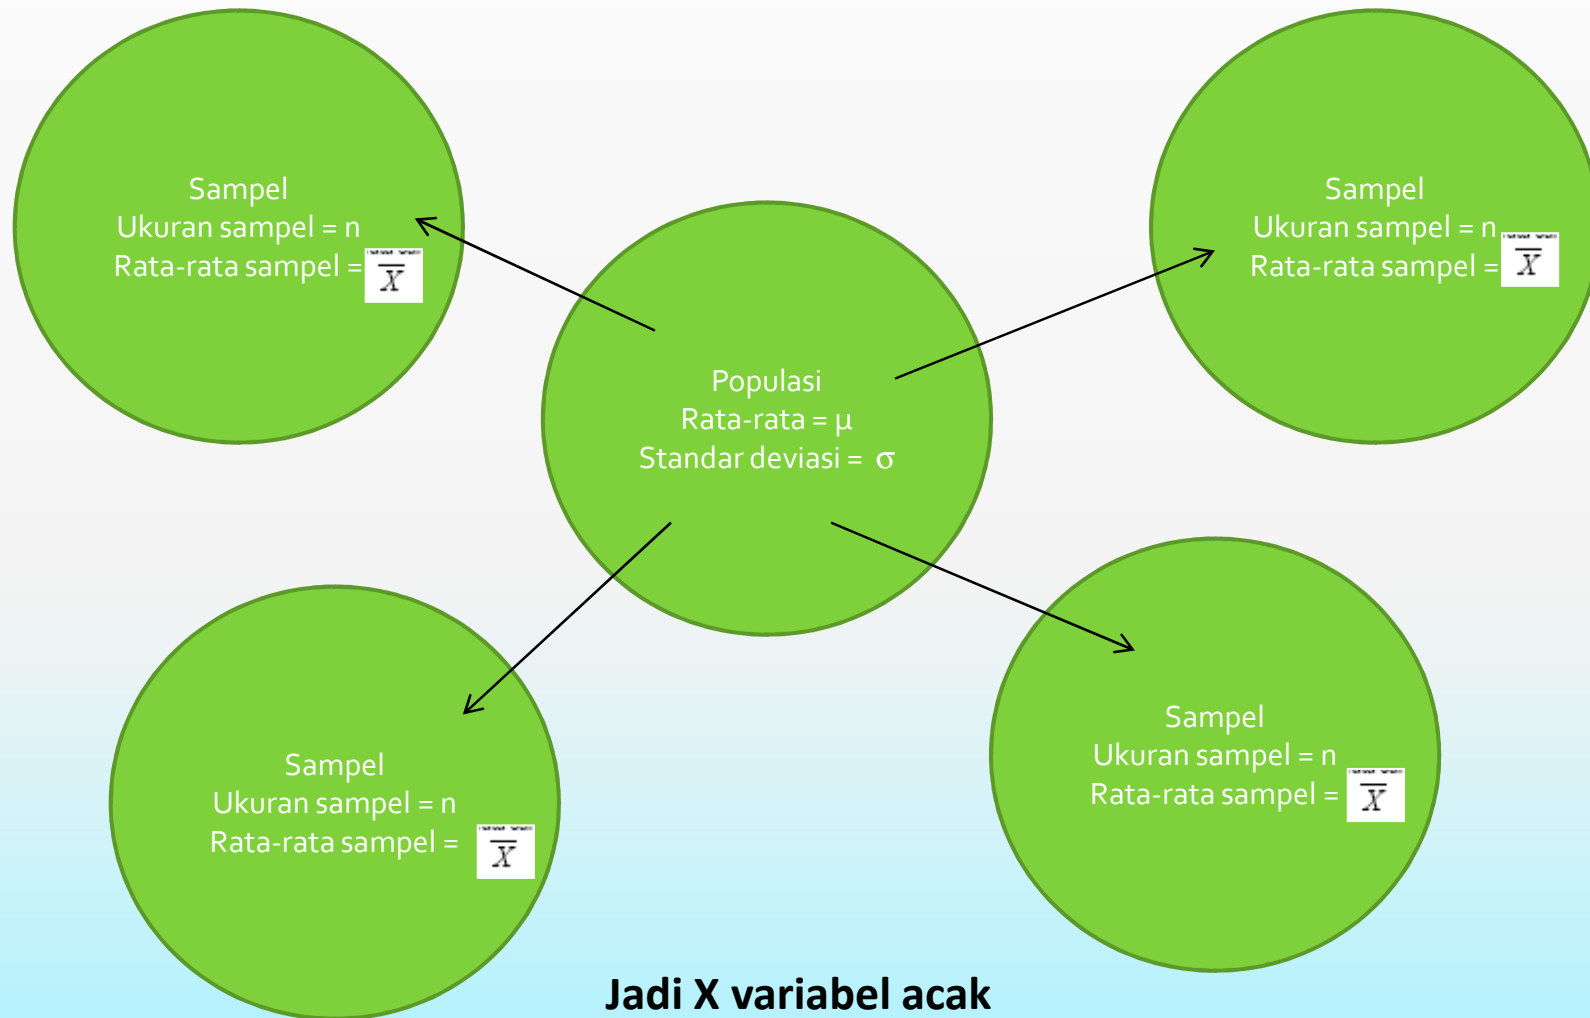 Sampel
Ukuran sampel = n
Rata-rata sampel = X̅
Sampel
Ukuran sampel = n
Rata-rata sampel = X̅
Populasi
Rata-rata = μ
Standar deviasi = σ
Sampel
Ukuran sampel = n
Rata-rata sampel = X̅
Sampel
Ukuran sampel = n
Rata-rata sampel = X̅
Jadi X variabel acak